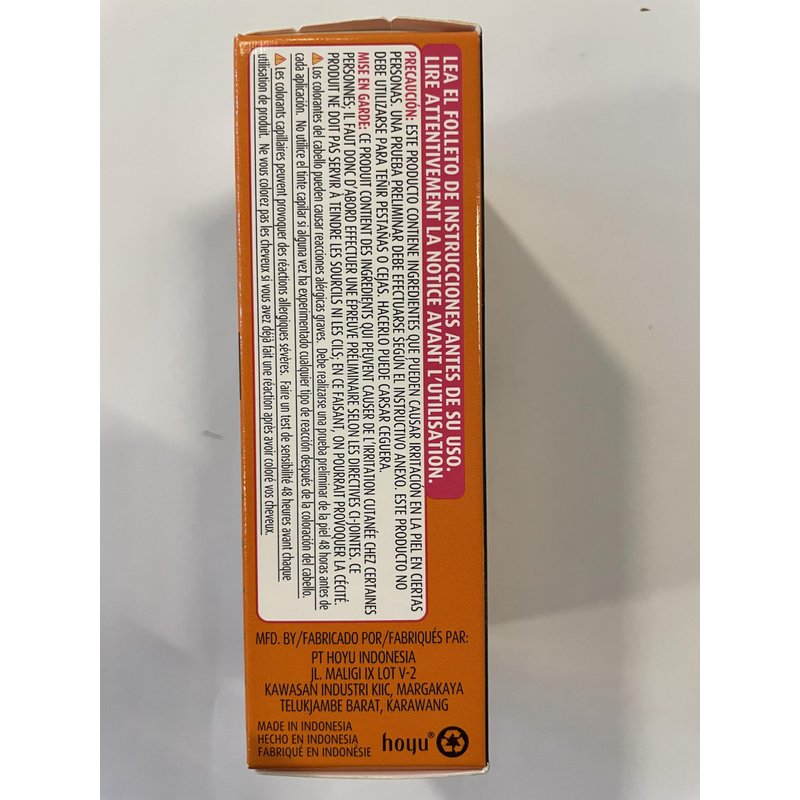 LEA EL FOLLETO DE INSTRUCCIONES ANTES DE SU USO.
LIRE ATTENTIVEMENT LA NOTICE AVANT L'UTILISATION.
PRECAUCIÓN: ESTE PRODUCTO CONTIENE INGREDIENTES QUE PUEDEN CAUSAR IRRITACIÓN EN LA PIEL EN CIERTAS
PERSONAS, UNA PRUEBA PRELIMINAR DEBE EFECTUARSE SEGÚN EL INSTRUCTIVO ANEXO. ESTE PRODUCTO NO
DEBE UTILIZARSE PARA TEÑIR PESTAÑAS O CEJAS. HACERLO PUEDE CARSAR CEGUERA.
MISE EN GARDE: CE PRODUIT CONTIENT DES INGREDIENTS QUI PEUVENT CAUSER DE L'IRRITATION CUTANÉE CHEZ CERTAINES
PERSONNES; IL FAUT DONC D'ABORD EFFECTUER UNE ÉPREUVE PRÉLIMINAIRE SELON LES DIRECTIVES CI-JOINTES. CE
PRODUIT NE DOIT PAS SERVIR À TEINDRE LES SOURCILS NI LES CILS; EN CE FAISANT, ON POURRAIT PROVOQUER LA CÉCITÉ.
Los colorantes del cabello pueden causar reacciones alérgicas graves. Debe realizarse una prueba preliminar de la piel 48 horas antes de
cada aplicación. No utilice el tinte capilar si alguna vez ha experimentado cualquier tipo de reacción después de la coloración del cabello.
Les colorants capillaires peuvent provoquer des réactions allergiques sévères. Faire un test de sensibilité 48 heures avant chaque
utilisation de produit. Ne vous colorez pas les cheveux si vous avez déjà fait une réaction après avoir coloré vos cheveux.
MFD. BY/FABRICADO POR/FABRIQUÉS PAR:
PT HOYU INDONESIA
JL. MALIGI IX LOT V-2
KAWASAN INDUSTRI KIIC, MARGAKAYA
TELUKJAMBE BARAT, KARAWANG
MADE IN INDONESIA
HECHO EN INDONESIA
FABRIQUÉ EN INDONÉSIE
hoyu®